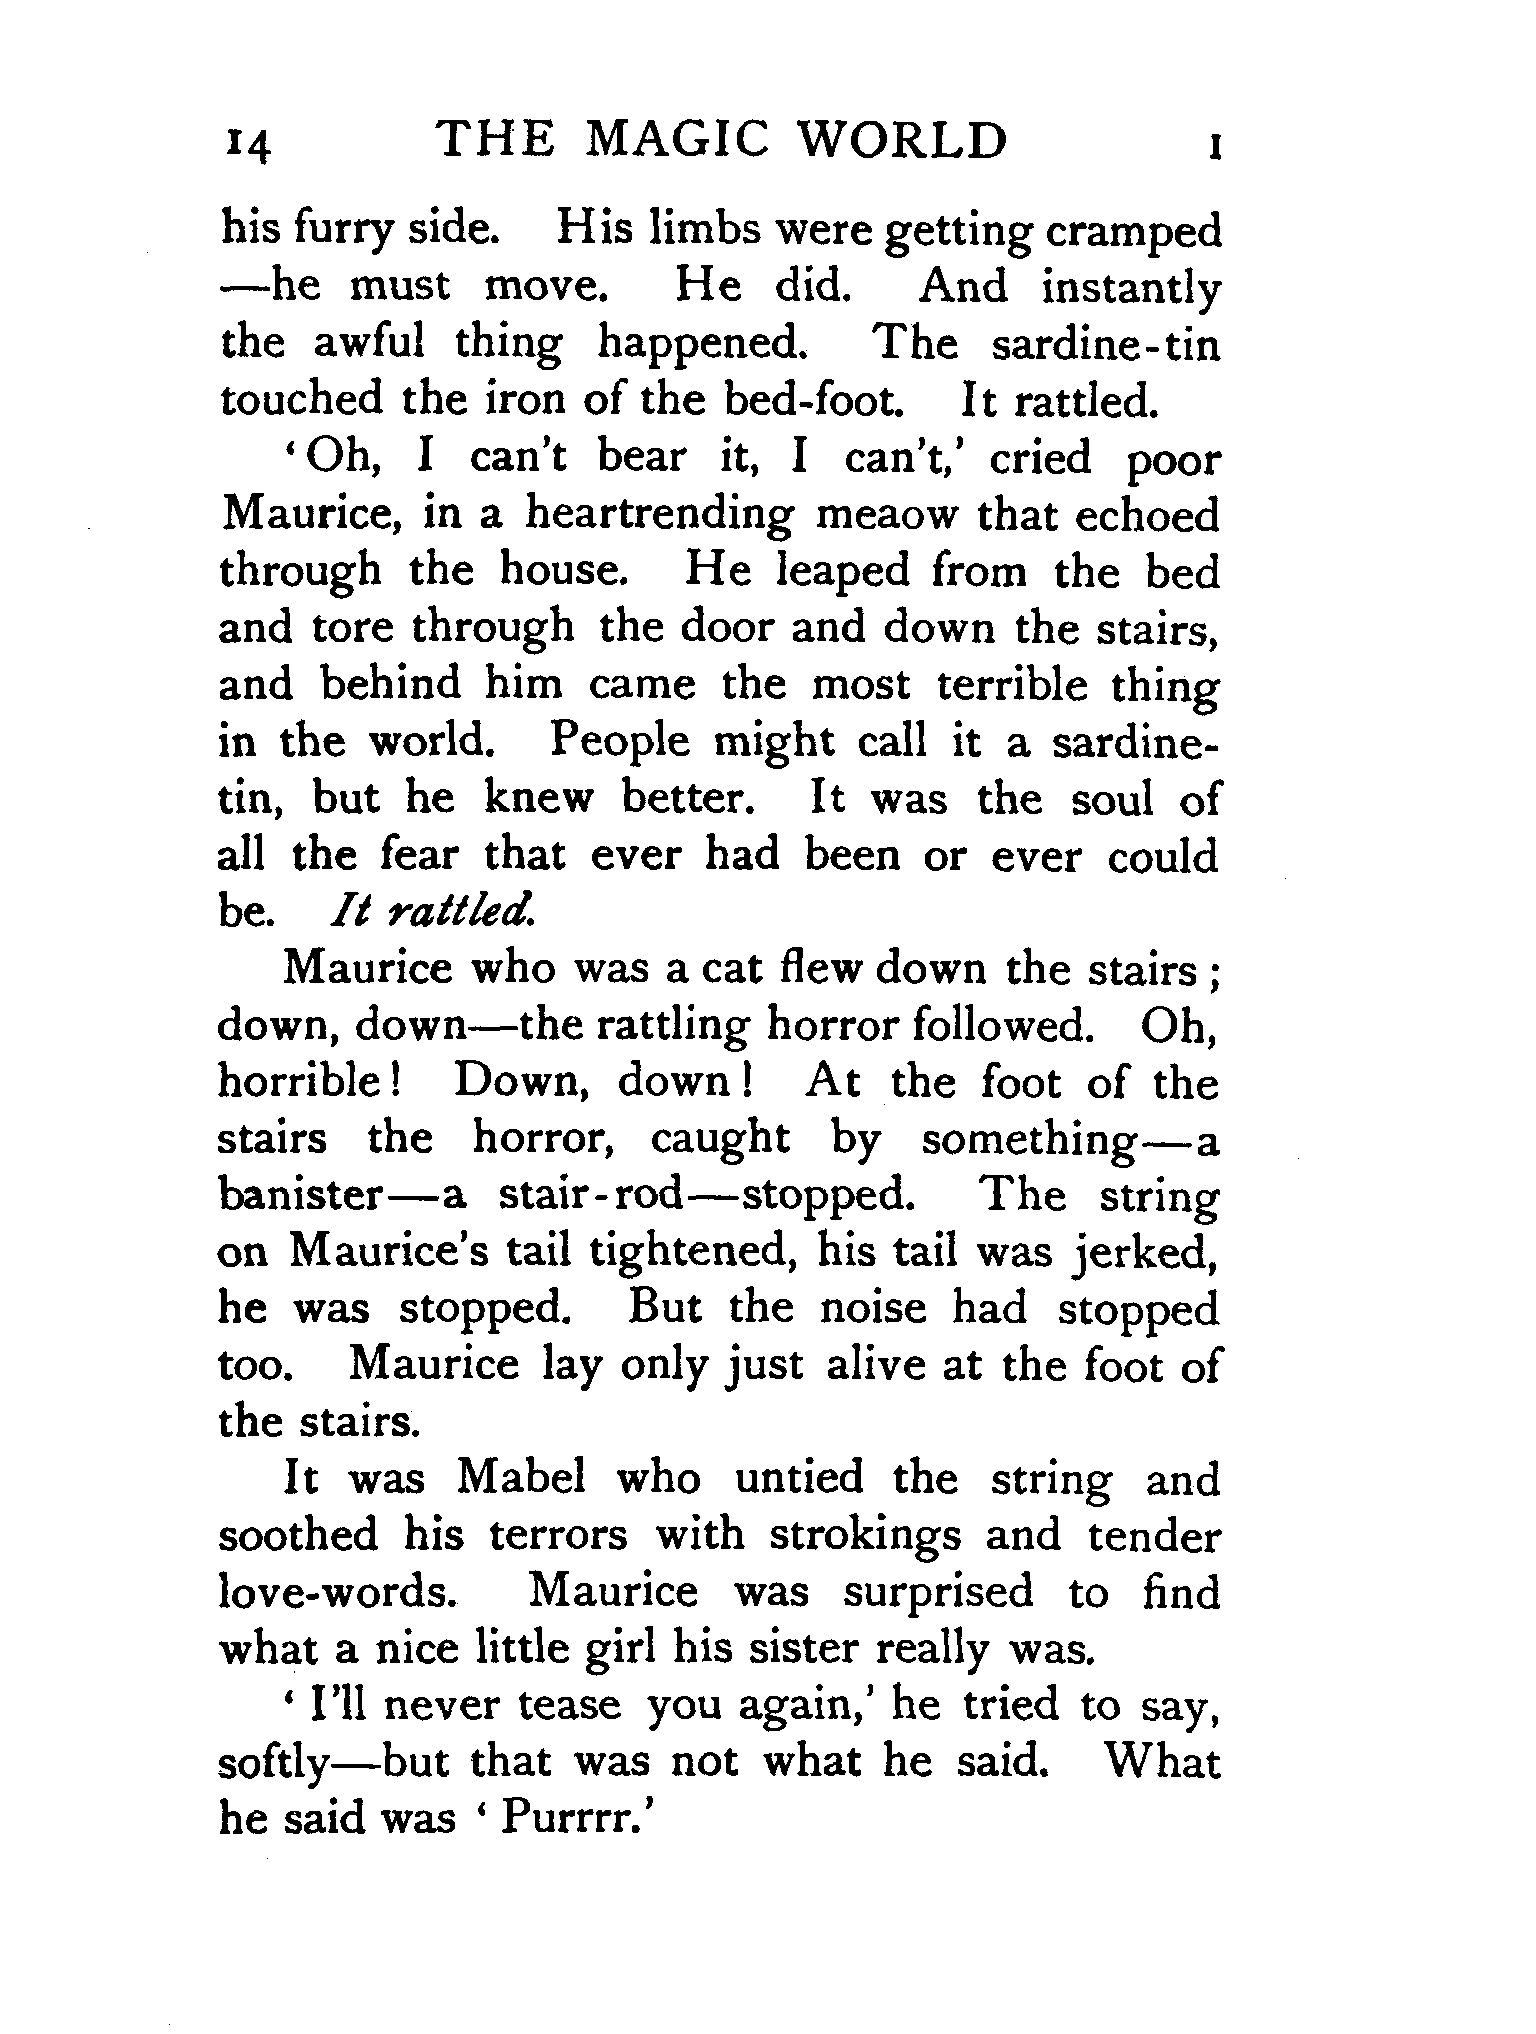 14 THE MAGIC WORLD I
his furry side. His limbs were getting cramped
—he must move. He did. And instantly
the awful thing happened. The sardine-tin
touched the iron of the bed-foot. It rattled.
‘Oh, I can't bear it, I can't,’ cried poor
Maurice, in a heartrending meaow that echoed
through the house. He leaped from the bed
and tore through the door and down the stairs,
and behind him came the most terrible thing
in the world. People might call it a sardine-
tin, but he knew better. It was the soul of
all the fear that ever had been or ever could
be. It rattled.
Maurice who was a cat flew down the stairs ;
down, down—the rattling horror followed. Oh,
horrible! Down, down! At the foot of the
stairs the horror, caught by something—a
banister—a stair-rod—stopped. The string
on Maurice's tail tightened, his tail was jerked,
he was stopped. But the noise had stopped
too. Maurice lay only just alive at the foot of
the stairs.
It was Mabel who untied the string and
soothed his terrors with strokings and tender
love-words. Maurice was surprised to find
what a nice little girl his sister really was.
‘ I'll never tease you again,’ he tried to say,
softly—but that was not what he said. What
he said was ‘ Purrrr.’